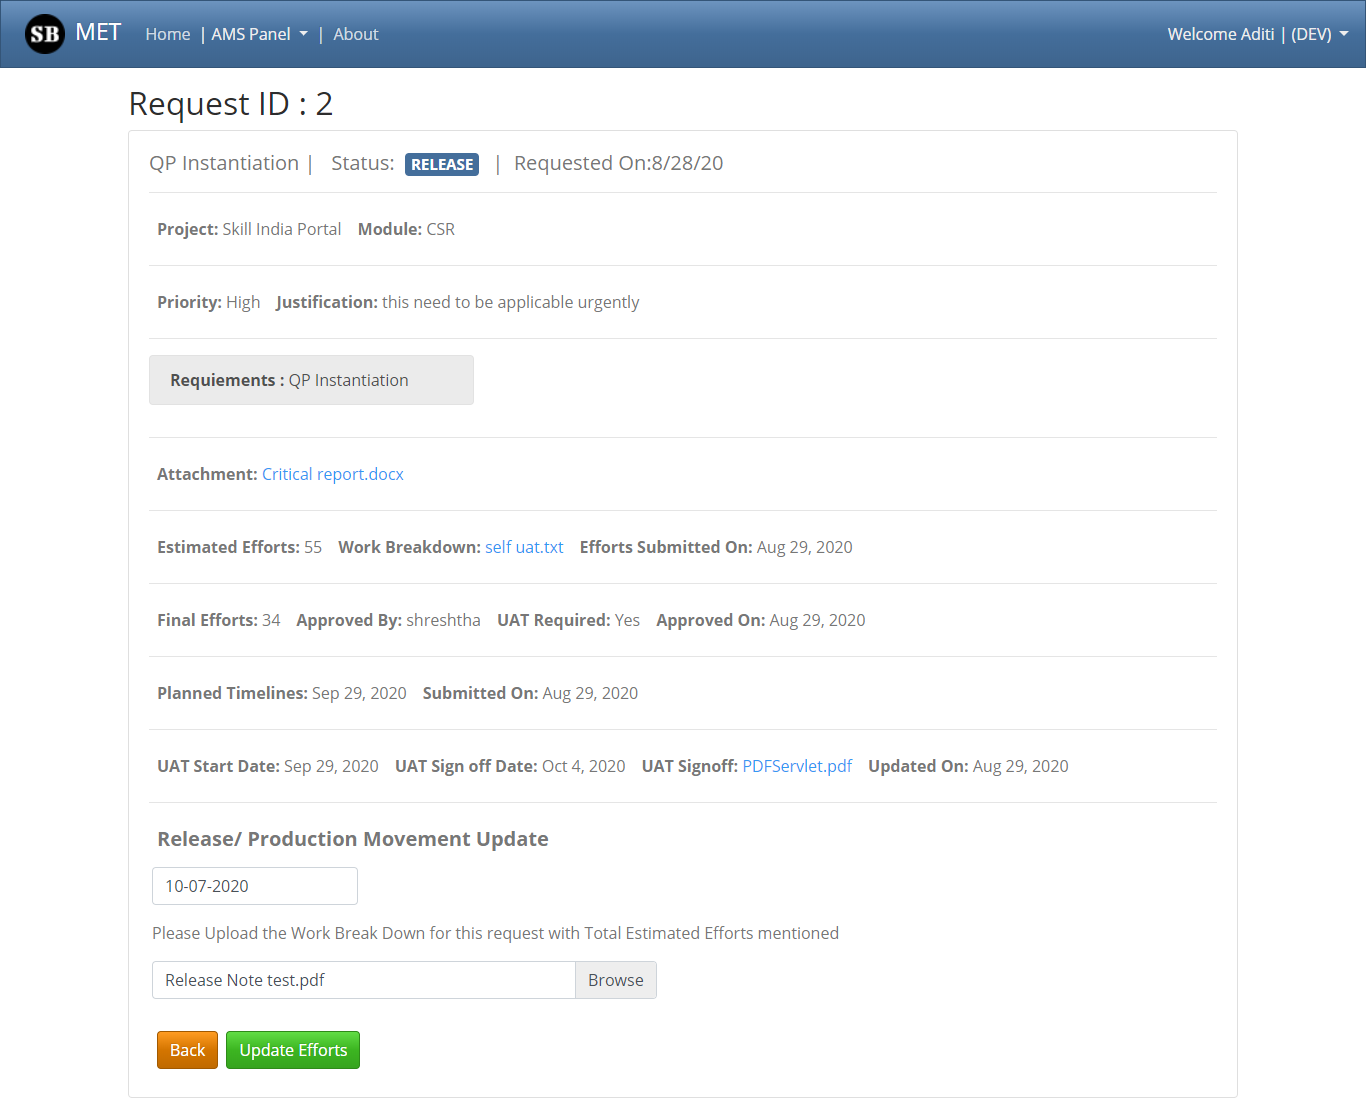 SB MET Home | AMS Panel | About Welcome Aditi | (DEV)
Request ID : 2
QP Instantiation | Status: RELEASE | Requested On:8/28/20
Project: Skill India Portal Module: CSR
Priority: High Justification: this need to be applicable urgently
Requiements : QP Instantiation
Attachment: Critical report.docx
Estimated Efforts: 55 Work Breakdown: self uat.txt Efforts Submitted On: Aug 29, 2020
Final Efforts: 34 Approved By: shreshtha UAT Required: Yes Approved On: Aug 29, 2020
Planned Timelines: Sep 29, 2020 Submitted On: Aug 29, 2020
UAT Start Date: Sep 29, 2020 UAT Sign off Date: Oct 4, 2020 UAT Signoff: PDFServlet.pdf Updated On: Aug 29, 2020
Release/ Production Movement Update
10-07-2020
Please Upload the Work Break Down for this request with Total Estimated Efforts mentioned
Release Note test.pdf Browse
Back Update Efforts